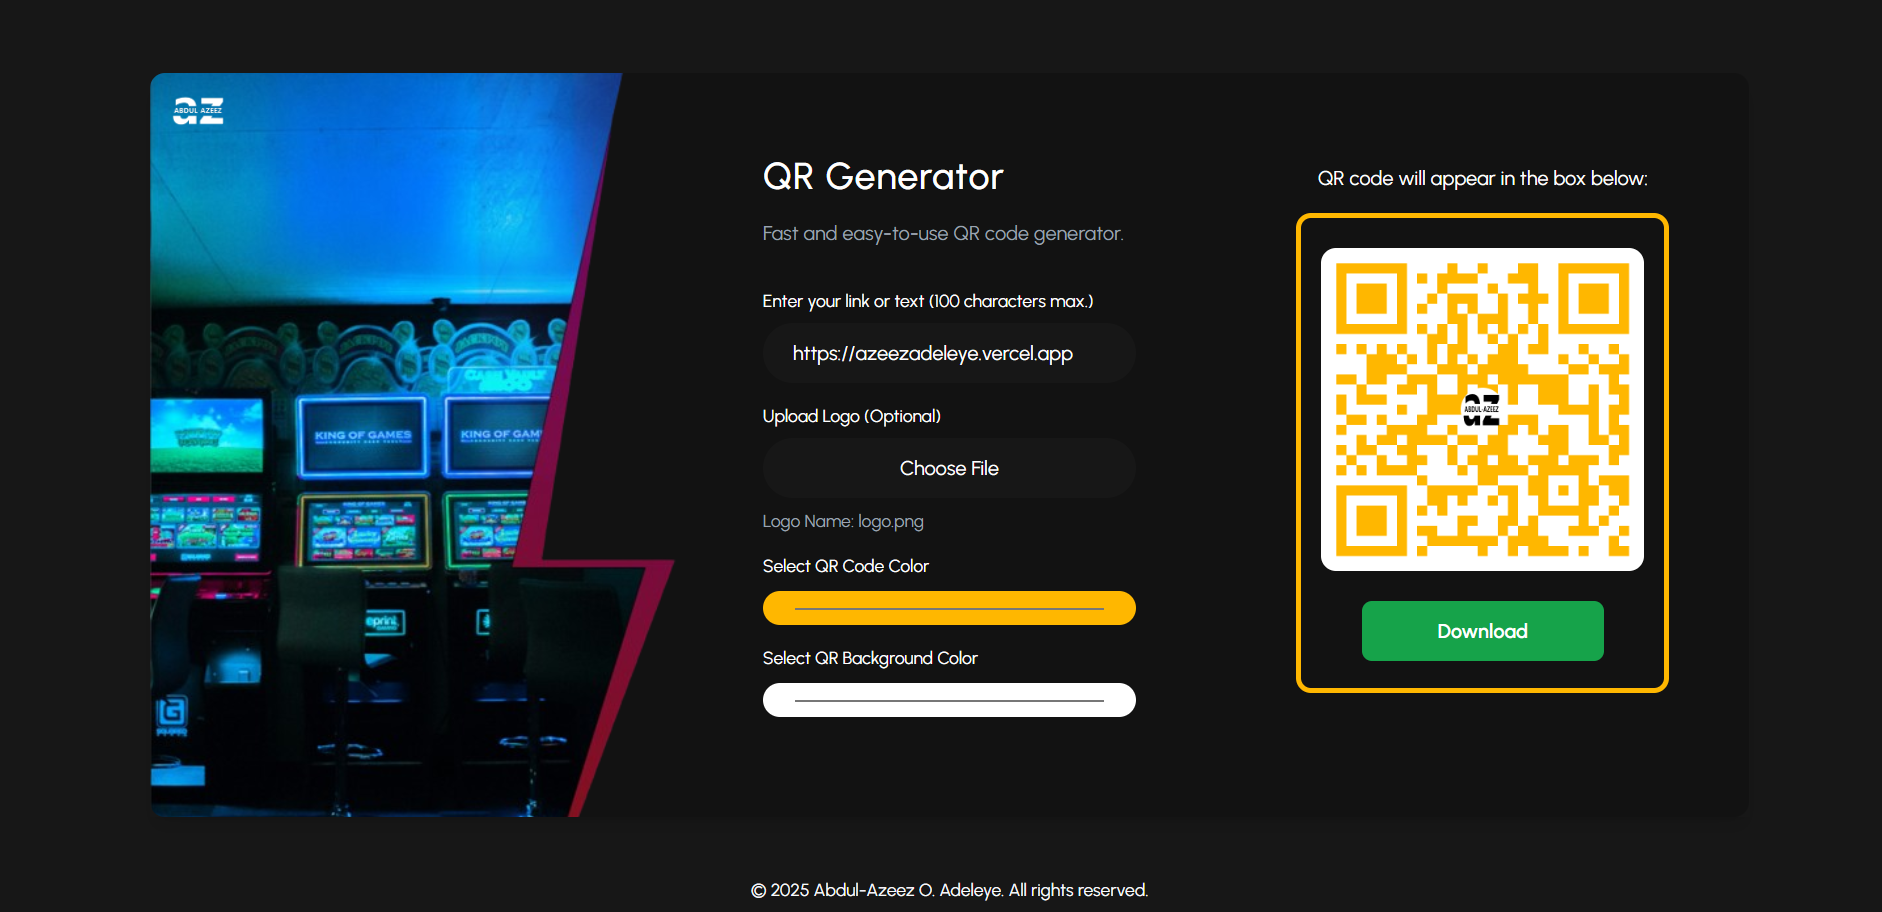 ABDUL AZEEZ
QR Generator
Fast and easy-to-use QR code generator.
Enter your link or text (100 characters max.)
https://azeezadeleye.vercel.app
Upload Logo (Optional)
Choose File
Logo Name: logo.png
Select QR Code Color
Select QR Background Color
QR code will appear in the box below:
ABDUL-AZEEZ
Download
KING OF GAMES
KING OF GAM
© 2025 Abdul-Azeez O. Adeleye. All rights reserved.